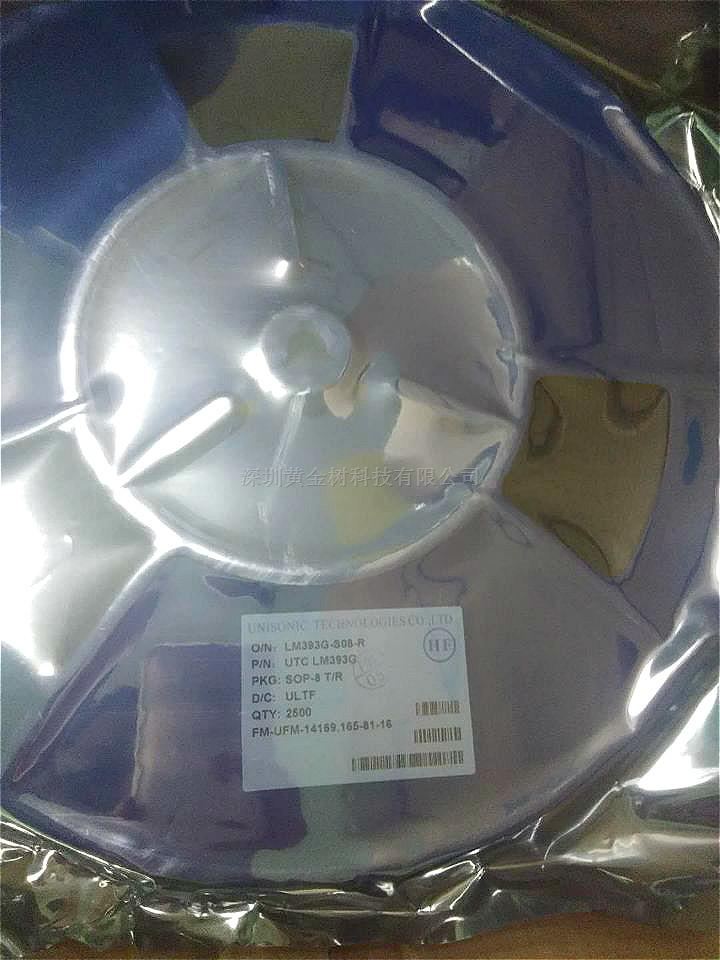 深圳黄金树科技有限公司
UNISONIC TECHNOLOGIES CO.,LTD
O/N: LM393G-S08-R
P/N: UTC LM393G
PKG: SOP-8 T/R
D/C: ULTF
QTY: 2500
FM-UFM-14169.165-81-16
HF